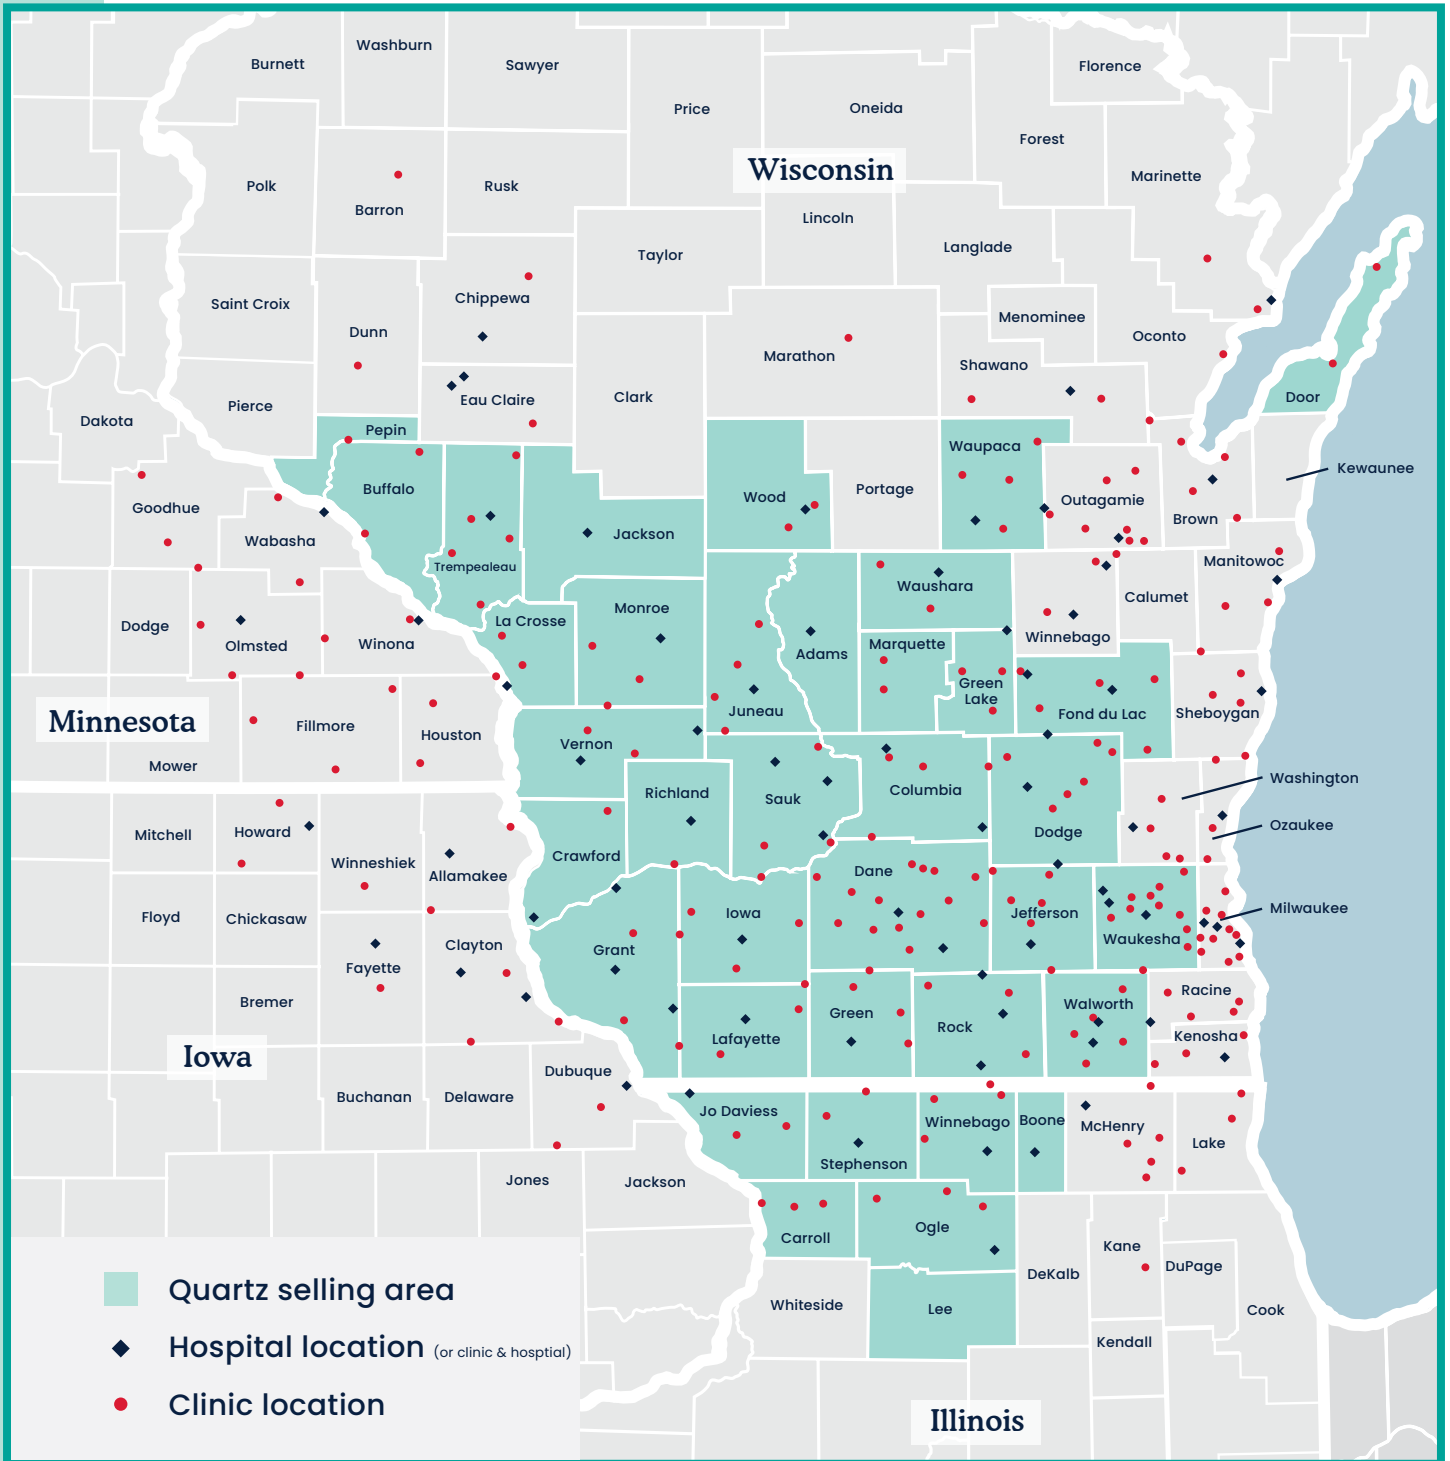 Washburn
Burnett
Sawyer
Florence
Price
Oneida
Forest
Wisconsin
Marinette
Polk
Rusk
Barron
Lincoln
Langlade
Taylor
Saint Croix
Chippewa
Menominee
Dunn
Oconto
Marathon
Shawano
Clark
Door
Eau Claire
Pierce
Dakota
Pepin
Waupaca
Kewaunee
Buffalo
Portage
Wood
Outagamie
Goodhue
Brown
Jackson
Wabasha
Manitowoc
Trempealeau
Waushara
Calumet
Monroe
La Crosse
Dodge
Winnebago
Olmsted
Winona
Marquette
Adams
Green
Lake
Juneau
Fond du Lac
Sheboygan
Minnesota
Fillmore
Houston
Vernon
Mower
Washington
Columbia
Richland
Sauk
Ozaukee
Howard
Dodge
Mitchell
Crawford
Winneshiek
Dane
Allamakee
Milwaukee
Iowa
Jefferson
Floyd
Chickasaw
Waukesha
Clayton
Grant
Fayette
Racine
Bremer
Walworth
Green
Rock
Kenosha
Lafayette
Iowa
Dubuque
Buchanan
Delaware
Jo Daviess
Winnebago
Boone
McHenry
Lake
Stephenson
Jones
Jackson
Ogle
Carroll
Kane
DuPage
DeKalb
Whiteside
Lee
Cook
Kendall
Illinois
Quartz selling area
Hospital location (or clinic & hosptial)
Clinic location